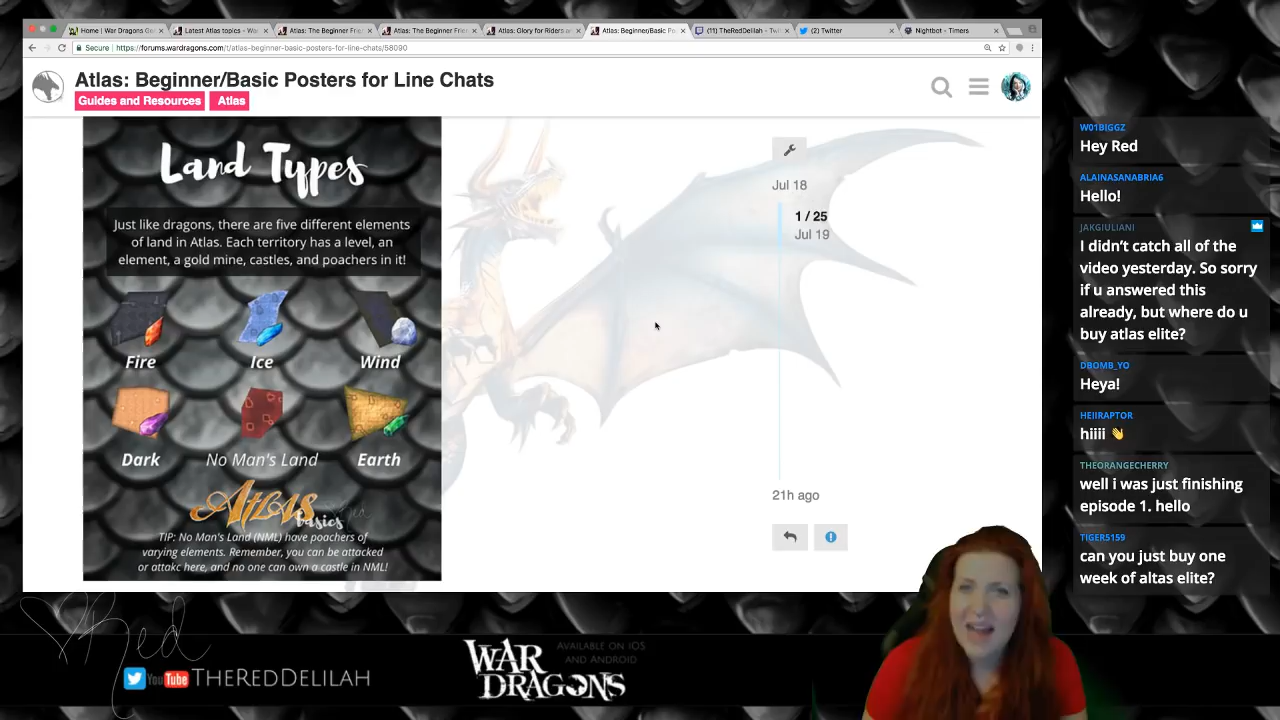 Home | War Dragons Ge
Latest Atlas topics - Wa
Atlas: The Beginner Frie
Atlas: The Beginner Frie
Atlas: Glory for Riders an
Atlas: Beginner/Basic Po
(11) TheRedDelilah - Twi
(2) Twitter
Nightbot - Timers
Secure | https://forums.wardragons.com/t/atlas-beginner-basic-posters-for-line-chats/58090
Atlas: Beginner/Basic Posters for Line Chats
Guides and Resources Atlas
Land Types
Just like dragons, there are five different elements
of land in Atlas. Each territory has a level, an
element, a gold mine, castles, and poachers in it!
Fire Ice Wind
Dark No Man's Land Earth
Atlas
basics
TIP: No Man's Land (NML) have poachers of
varying elements. Remember, you can be attacked
or attakc here, and no one can own a castle in NML!
Jul 18
1 / 25
Jul 19
21h ago
W01BIGGZ
Hey Red
ALAINASANABRIA6
Hello!
JAKGIULIANI
I didn't catch all of the
video yesterday. So sorry
if u answered this
already, but where do u
buy atlas elite?
DBOMB_YO
Heya!
HEIIRAPTOR
hiiii 👋
THEORANGECHERRY
well i was just finishing
episode 1. hello
TIGER5159
can you just buy one
week of altas elite?
Red
YouTube THEREDDELILAH
WAR
DRAGONS
AVAILABLE ON IOS
AND ANDROID